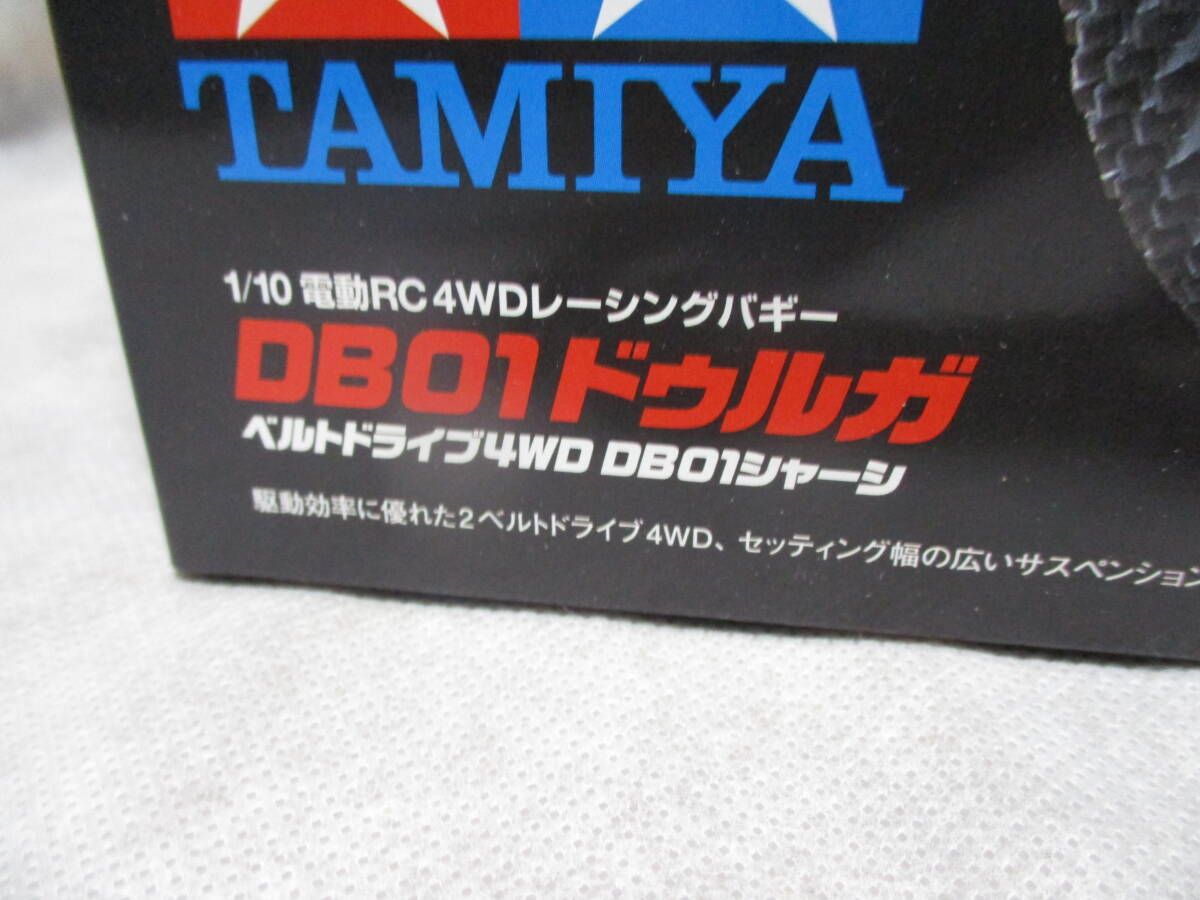 TAMIYA
1/10 電動RC4WDレーシングバギー
DB01ドゥルガ
ベルトドライブ4WD DB01シャーシ
駆動効率に優れた2ベルトドライブ4WD、セッティング幅の広いサスペンション